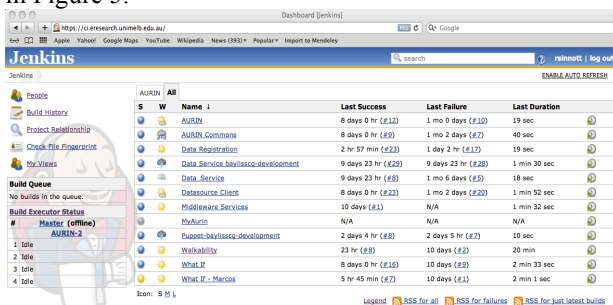 in Figure 5.
Dashboard [Jenkins]
https://ci.eresearch.unimelb.edu.au/ RSS Google
Apple Yahoo! Google Maps YouTube Wikipedia News (393) Popular Import to Mendeley
Jenkins search rsinnott | log out
Jenkins ENABLE AUTO REFRESH
People
Build History
Project Relationship
Check File Fingerprint
My Views
Build Queue
No builds in the queue.
Build Executor Status
# Master (offline)
AURIN-2
1 Idle
2 Idle
3 Idle
4 Idle
AURIN All
S W Name ↓ Last Success Last Failure Last Duration
AURIN 8 days 0 hr (#12) 1 mo 0 days (#10) 19 sec
AURIN Commons 8 days 0 hr (#9) 1 mo 2 days (#7) 40 sec
Data Registration 2 hr 57 min (#23) 1 day 2 hr (#17) 19 sec
Data Service baylisscg-development 9 days 23 hr (#29) 9 days 23 hr (#28) 1 min 30 sec
Data_Service 9 days 23 hr (#8) 1 mo 6 days (#5) 18 sec
Datasource Client 8 days 0 hr (#23) 1 mo 2 days (#20) 1 min 52 sec
Middleware Services 10 days (#1) N/A 1 min 32 sec
MyAurin N/A N/A N/A
Puppet-baylisscg-development 2 days 4 hr (#8) 2 days 5 hr (#7) 10 sec
Walkability 23 hr (#8) 10 days (#2) 20 min
What If 8 days 0 hr (#16) 10 days (#9) 2 min 33 sec
What If - Marcos 5 hr 45 min (#7) 10 days (#1) 2 min 1 sec
Icon: S M L
Legend RSS for all RSS for failures RSS for just latest builds